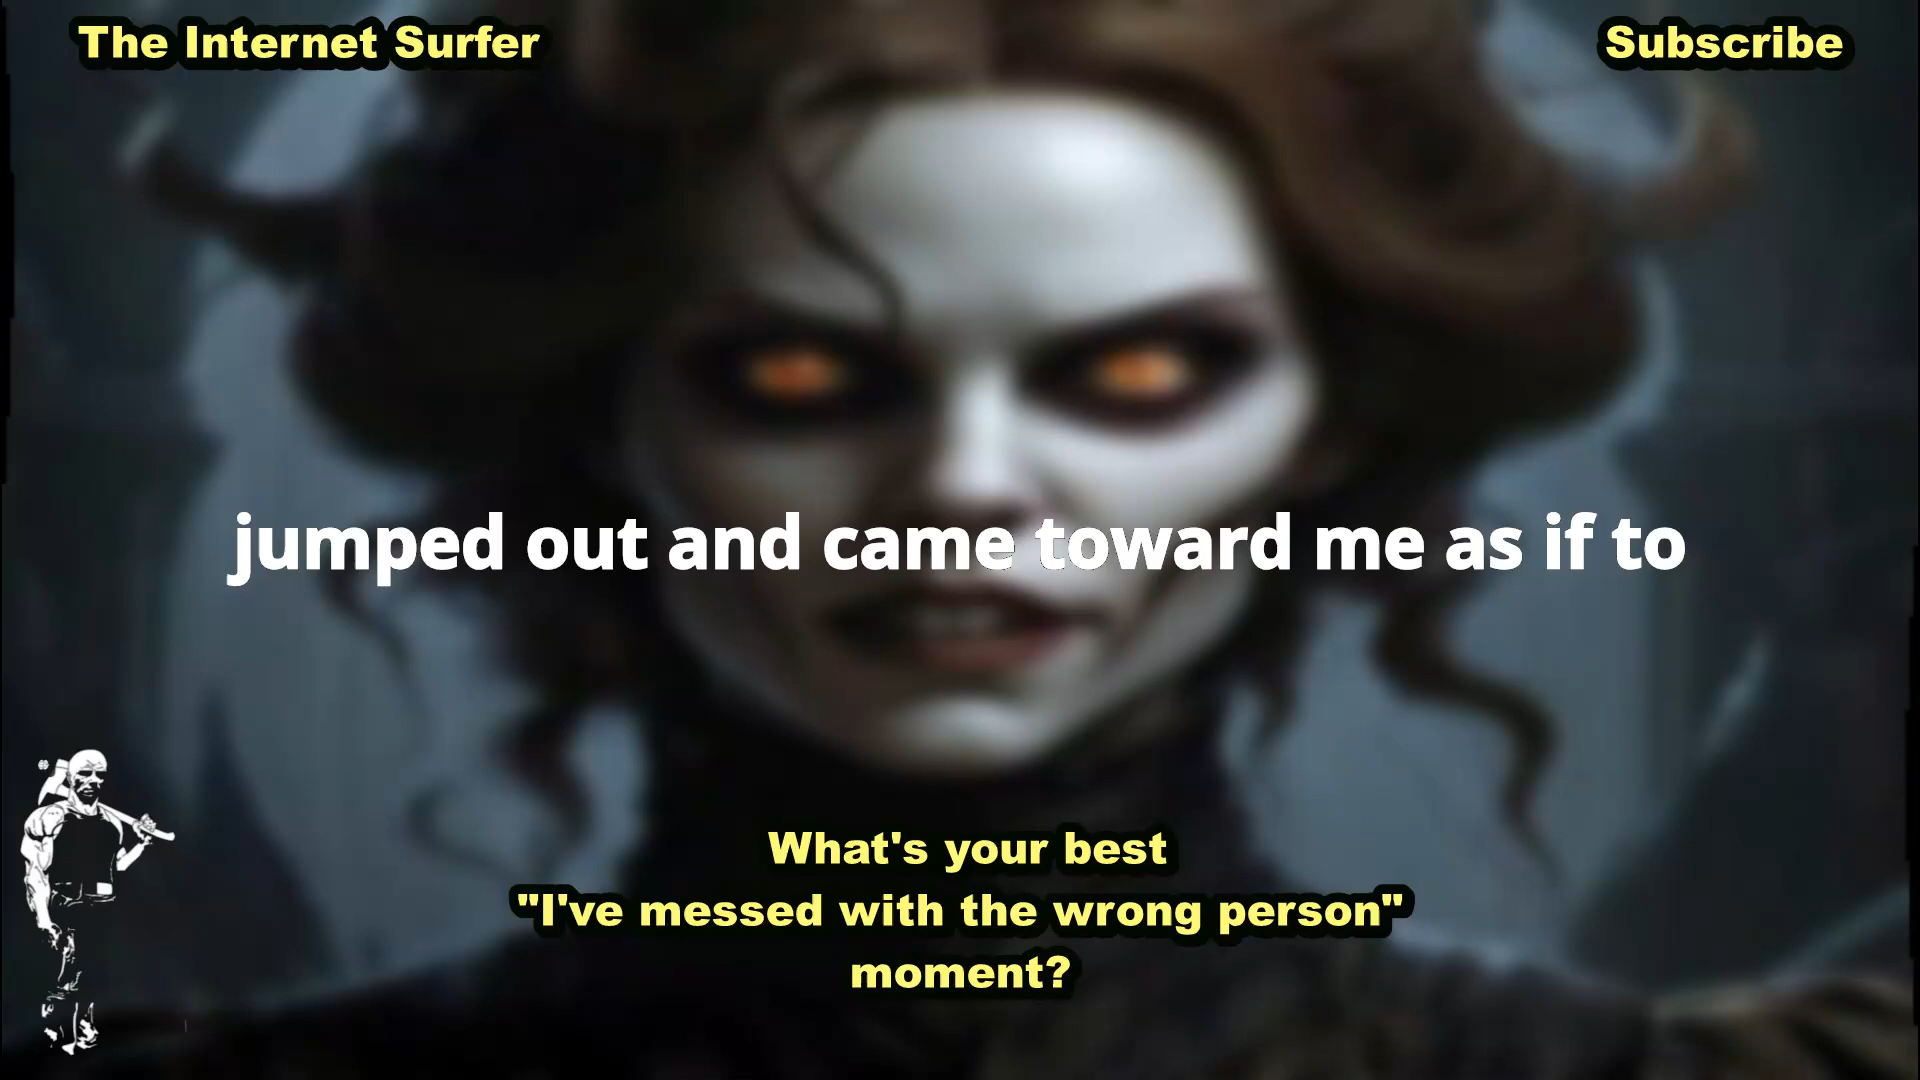 The Internet Surfer
Subscribe
jumped out and came toward me as if to
What's your best
"I've messed with the wrong person"
moment?